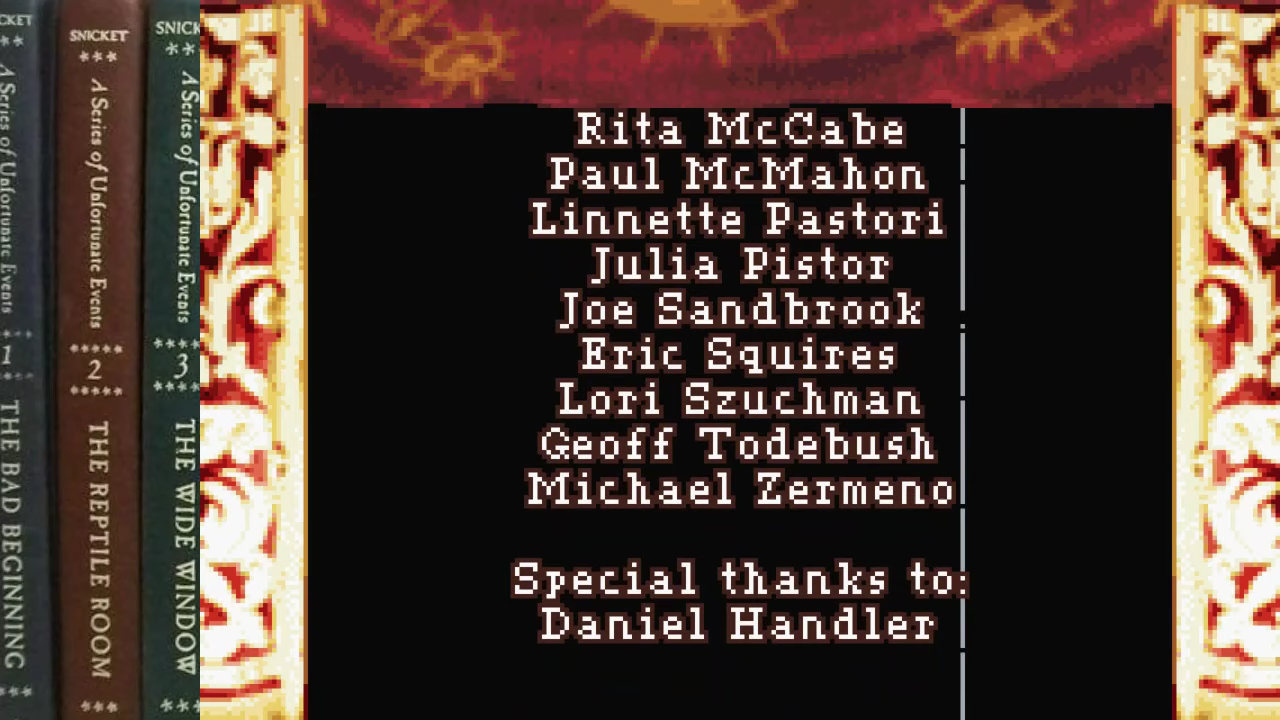 SNICKET
A Series of Unfortunate Events
1
THE BAD BEGINNING
SNICKET
A Series of Unfortunate Events
2
THE REPTILE ROOM
A Series of Unfortunate Events
3
THE WIDE WINDOW
Rita McCabe
Paul McMahon
Linnette Pastori
Julia Pistor
Joe Sandbrook
Eric Squires
Lori Szuchman
Geoff Todebush
Michael Zermeno
Special thanks to:
Daniel Handler